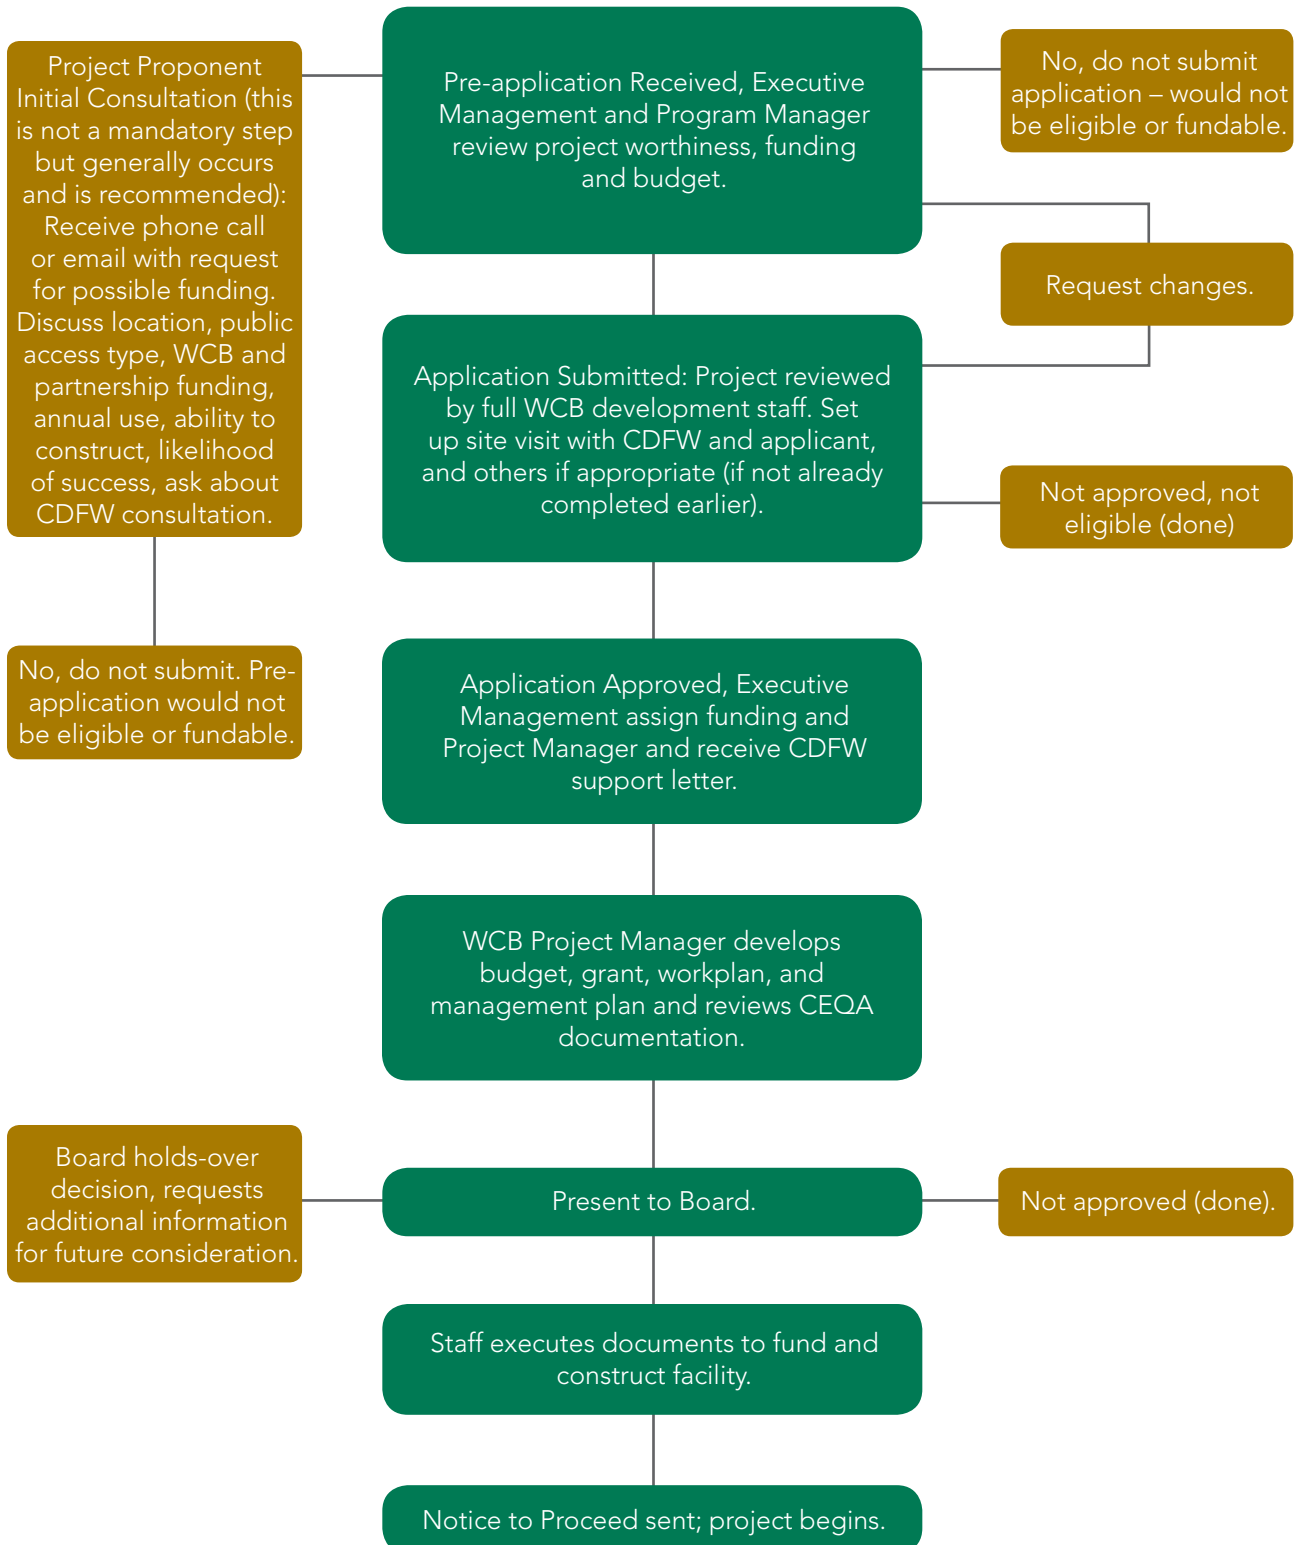 Project Proponent
Initial Consultation (this
is not a mandatory step
but generally occurs
and is recommended):
Receive phone call
or email with request
for possible funding.
Discuss location, public
access type, WCB and
partnership funding,
annual use, ability to
construct, likelihood
of success, ask about
CDFW consultation.
No, do not submit. Pre-
application would not
be eligible or fundable.
Pre-application Received, Executive
Management and Program Manager
review project worthiness, funding
and budget.
No, do not submit
application – would not
be eligible or fundable.
Request changes.
Application Submitted: Project reviewed
by full WCB development staff. Set
up site visit with CDFW and applicant,
and others if appropriate (if not already
completed earlier).
Not approved, not
eligible (done)
Application Approved, Executive
Management assign funding and
Project Manager and receive CDFW
support letter.
WCB Project Manager develops
budget, grant, workplan, and
management plan and reviews CEQA
documentation.
Board holds-over
decision, requests
additional information
for future consideration.
Present to Board.
Not approved (done).
Staff executes documents to fund and
construct facility.
Notice to Proceed sent; project begins.